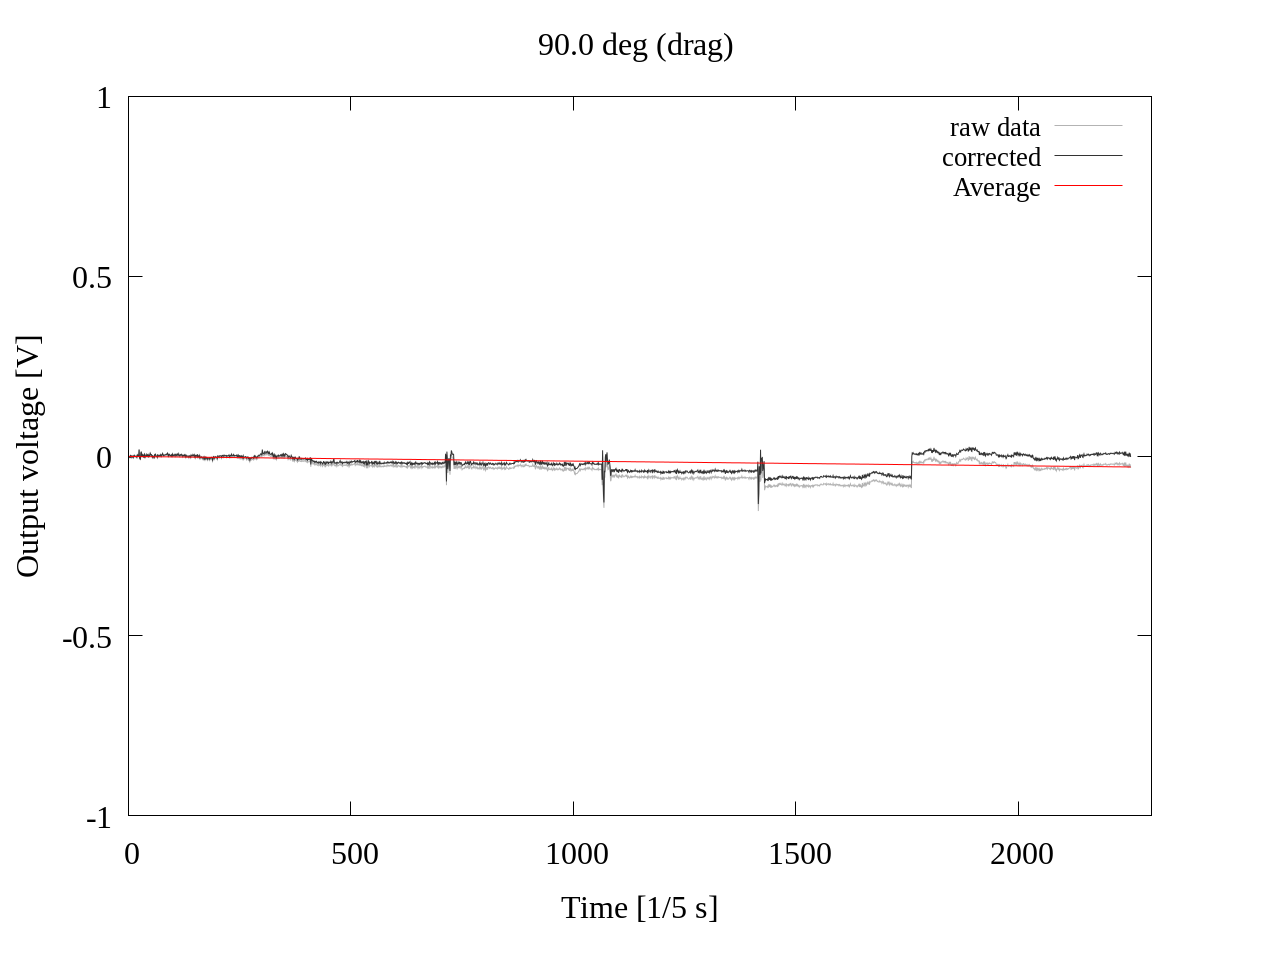 90.0 deg (drag)
1
0.5
0
-0.5
-1
Output voltage [V]
raw data
corrected
Average
0 500 1000 1500 2000
Time [1/5 s]